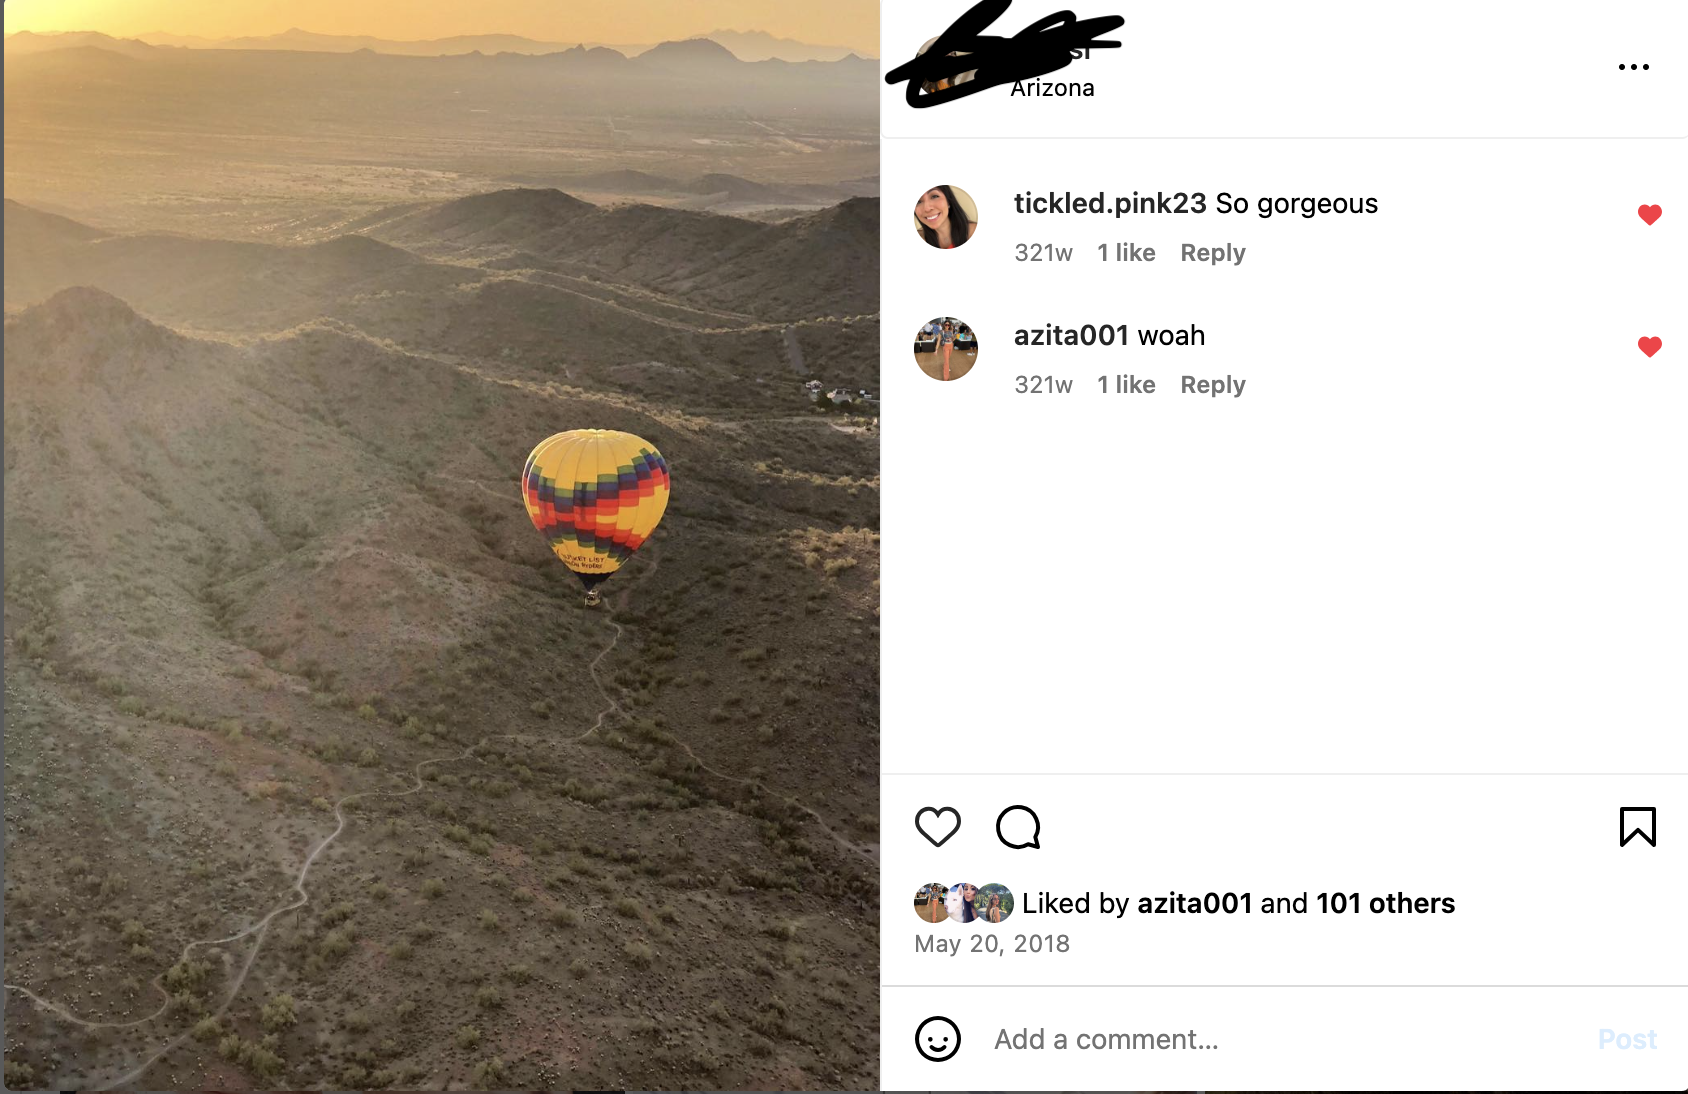 Arizona
tickled.pink23 So gorgeous
321w 1 like Reply
azita001 woah
321w 1 like Reply
LIST
Liked by azita001 and 101 others
May 20, 2018
Add a comment...
Post